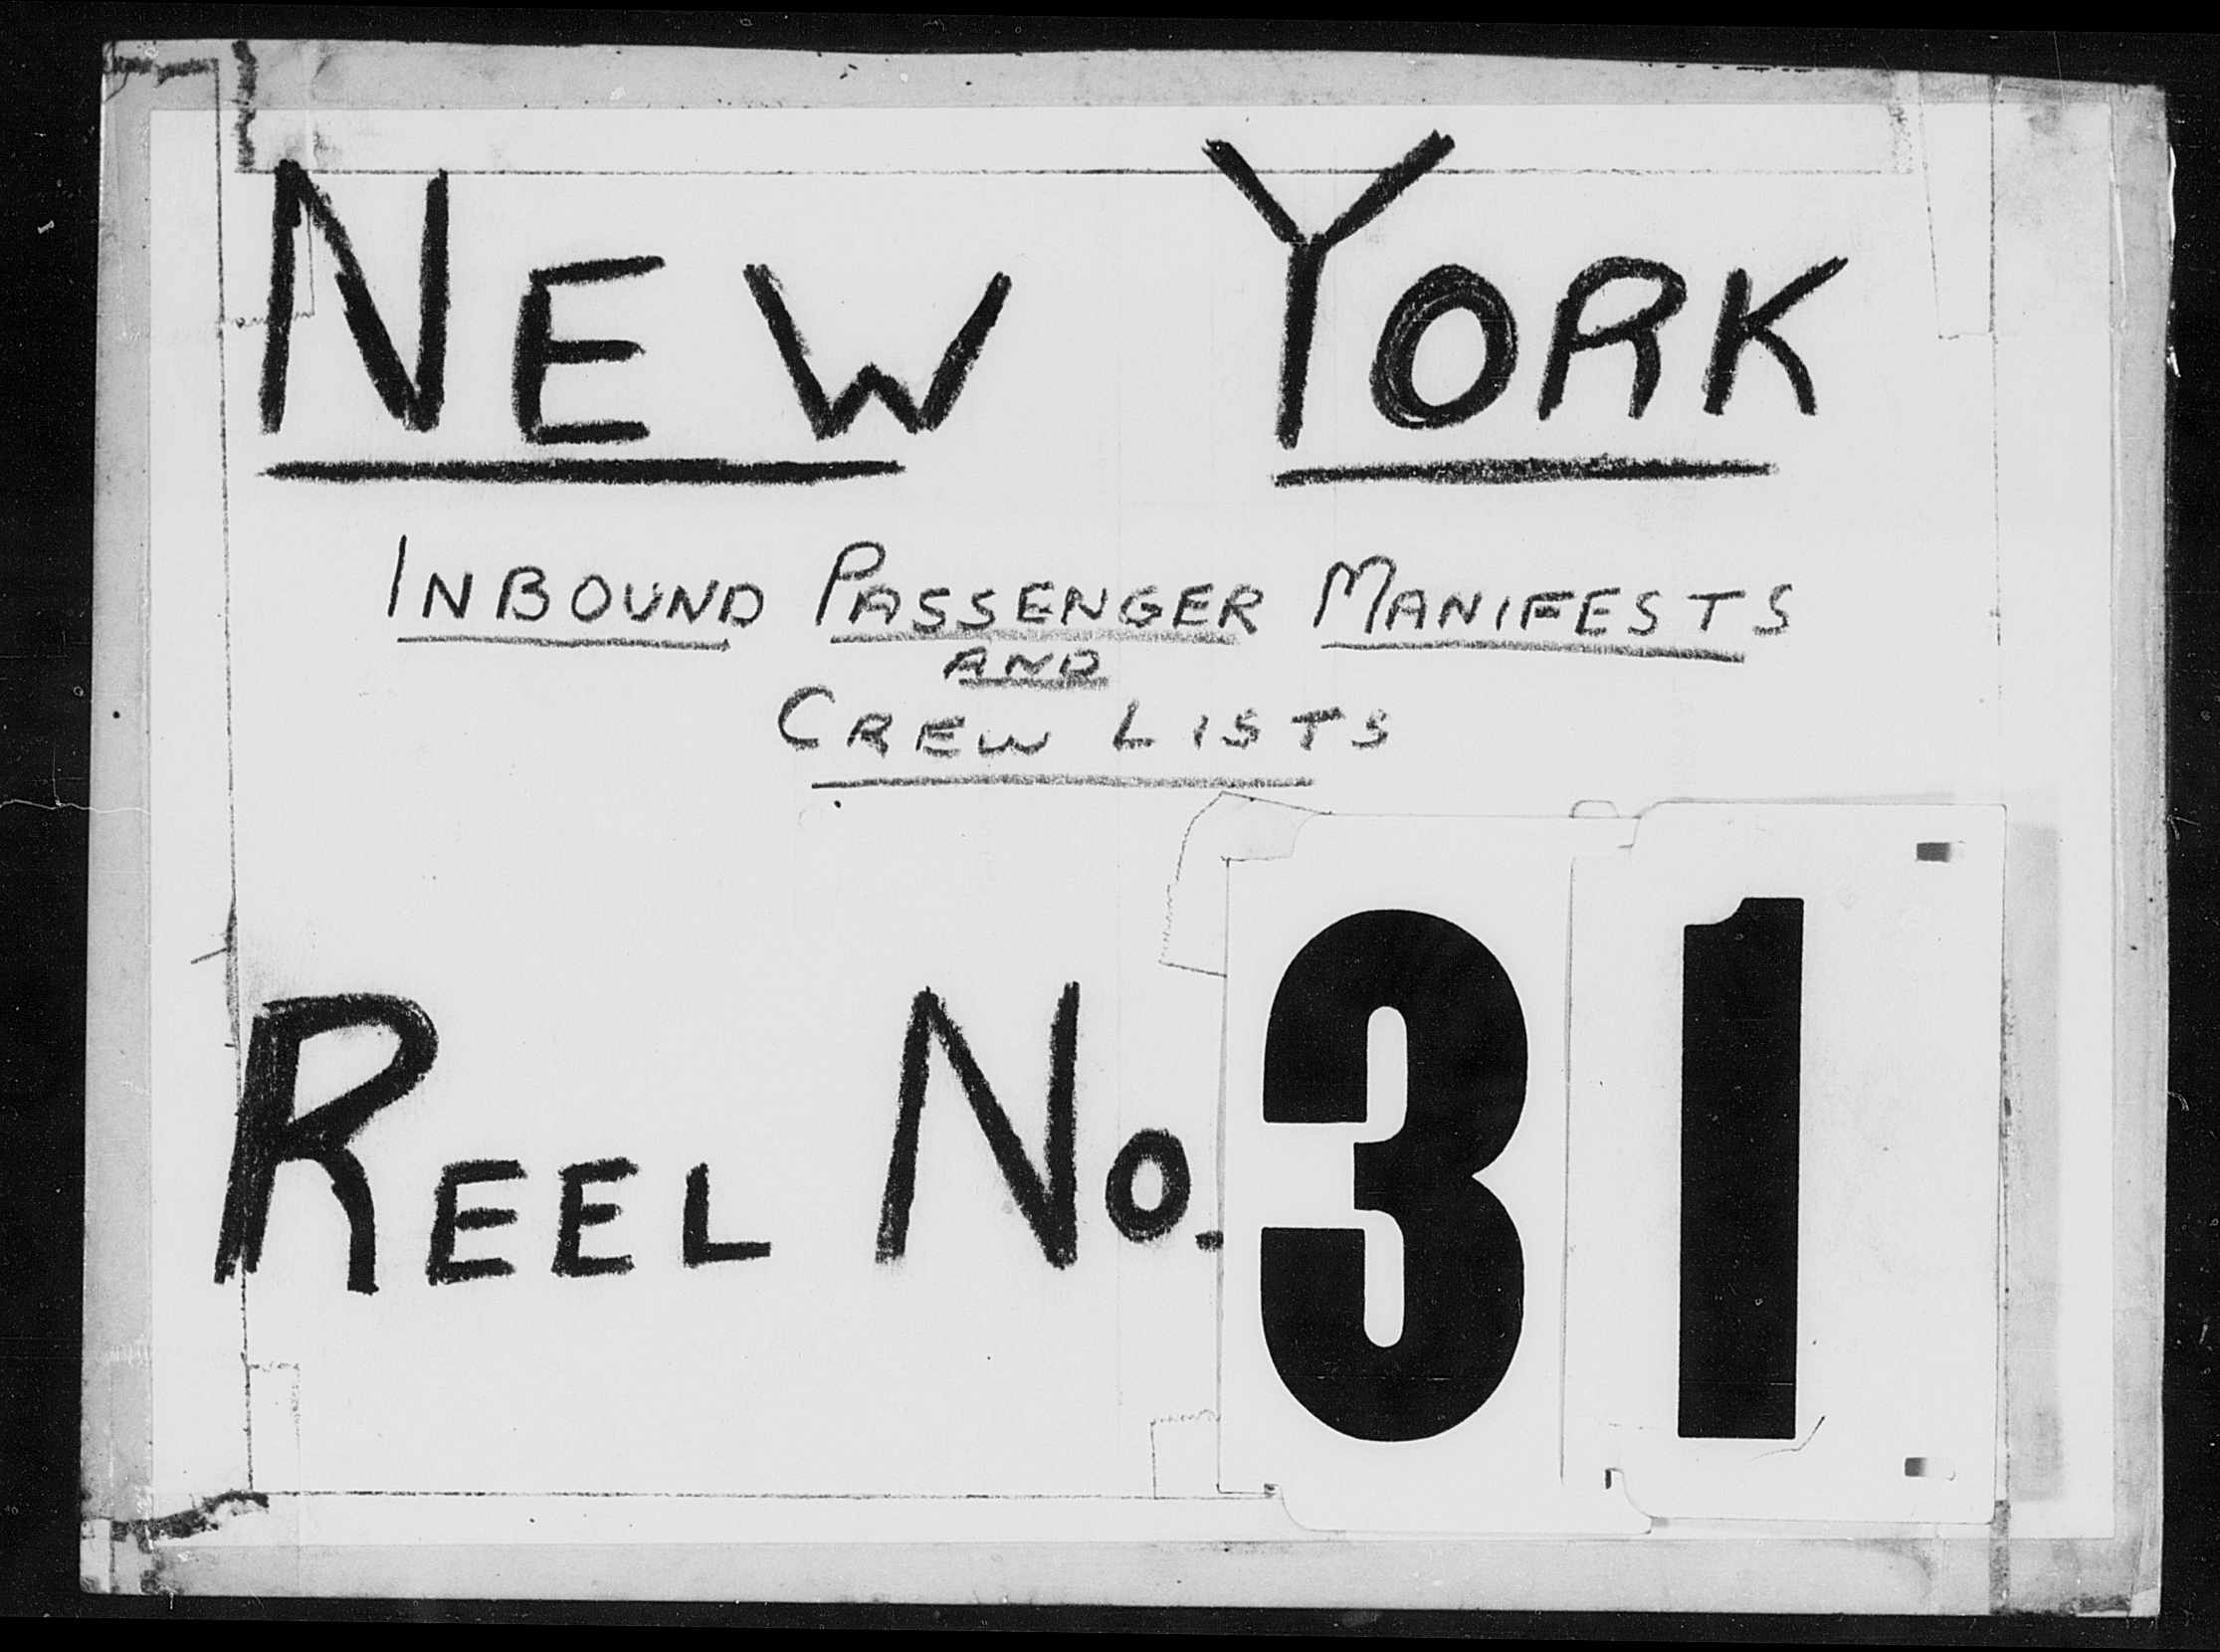 NEW YORK
INBOUND PASSENGER MANIFESTS
AND
CREW LISTS
REEL NO. 31